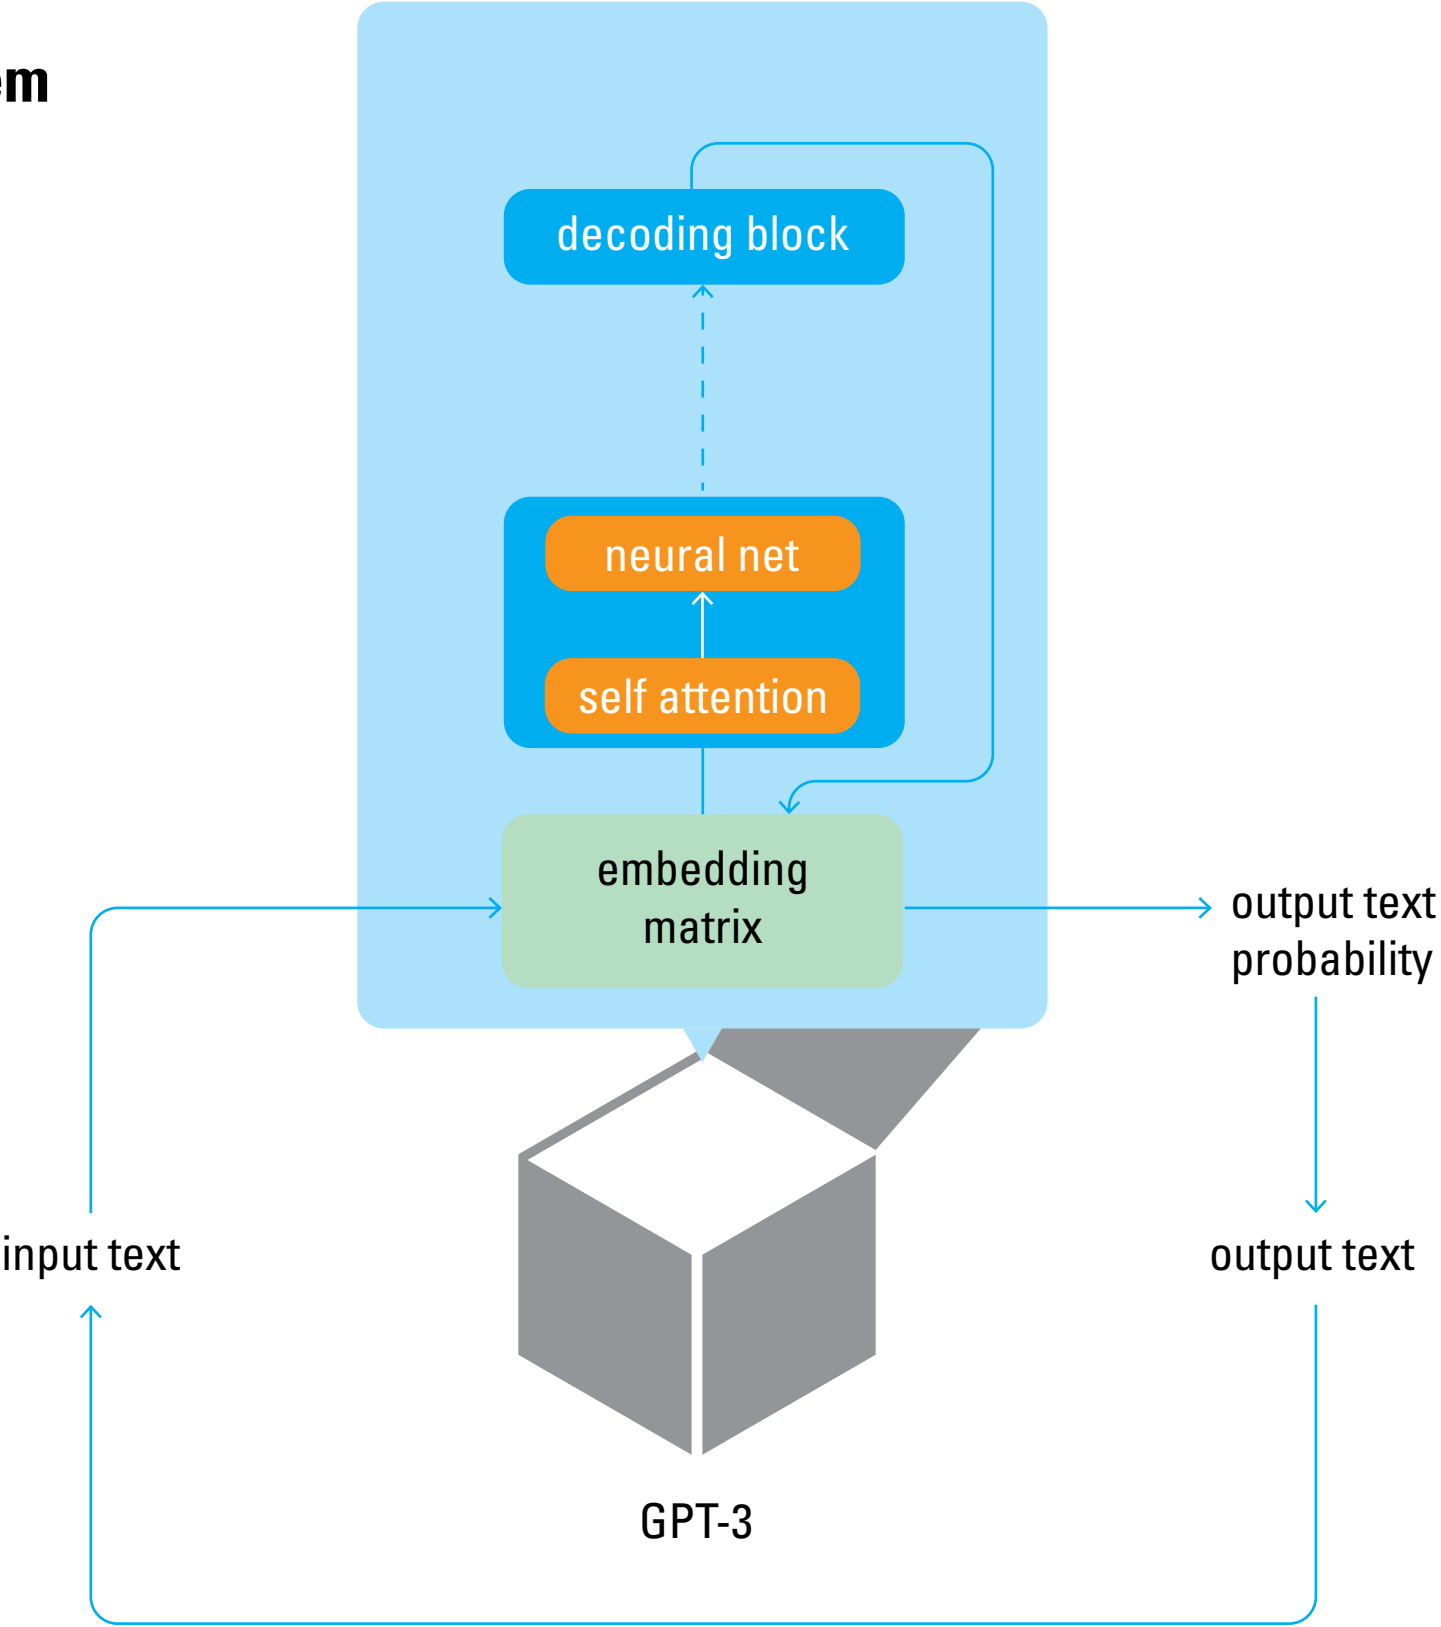 em
decoding block
neural net
self attention
embedding
matrix
output text
probability
input text
output text
GPT-3